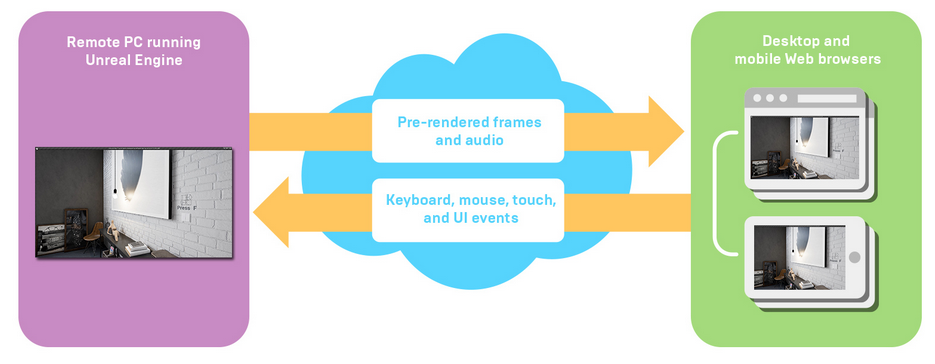 Remote PC running
Unreal Engine
Pre-rendered frames
and audio
Keyboard, mouse, touch,
and UI events
Desktop and
mobile Web browsers
Press F